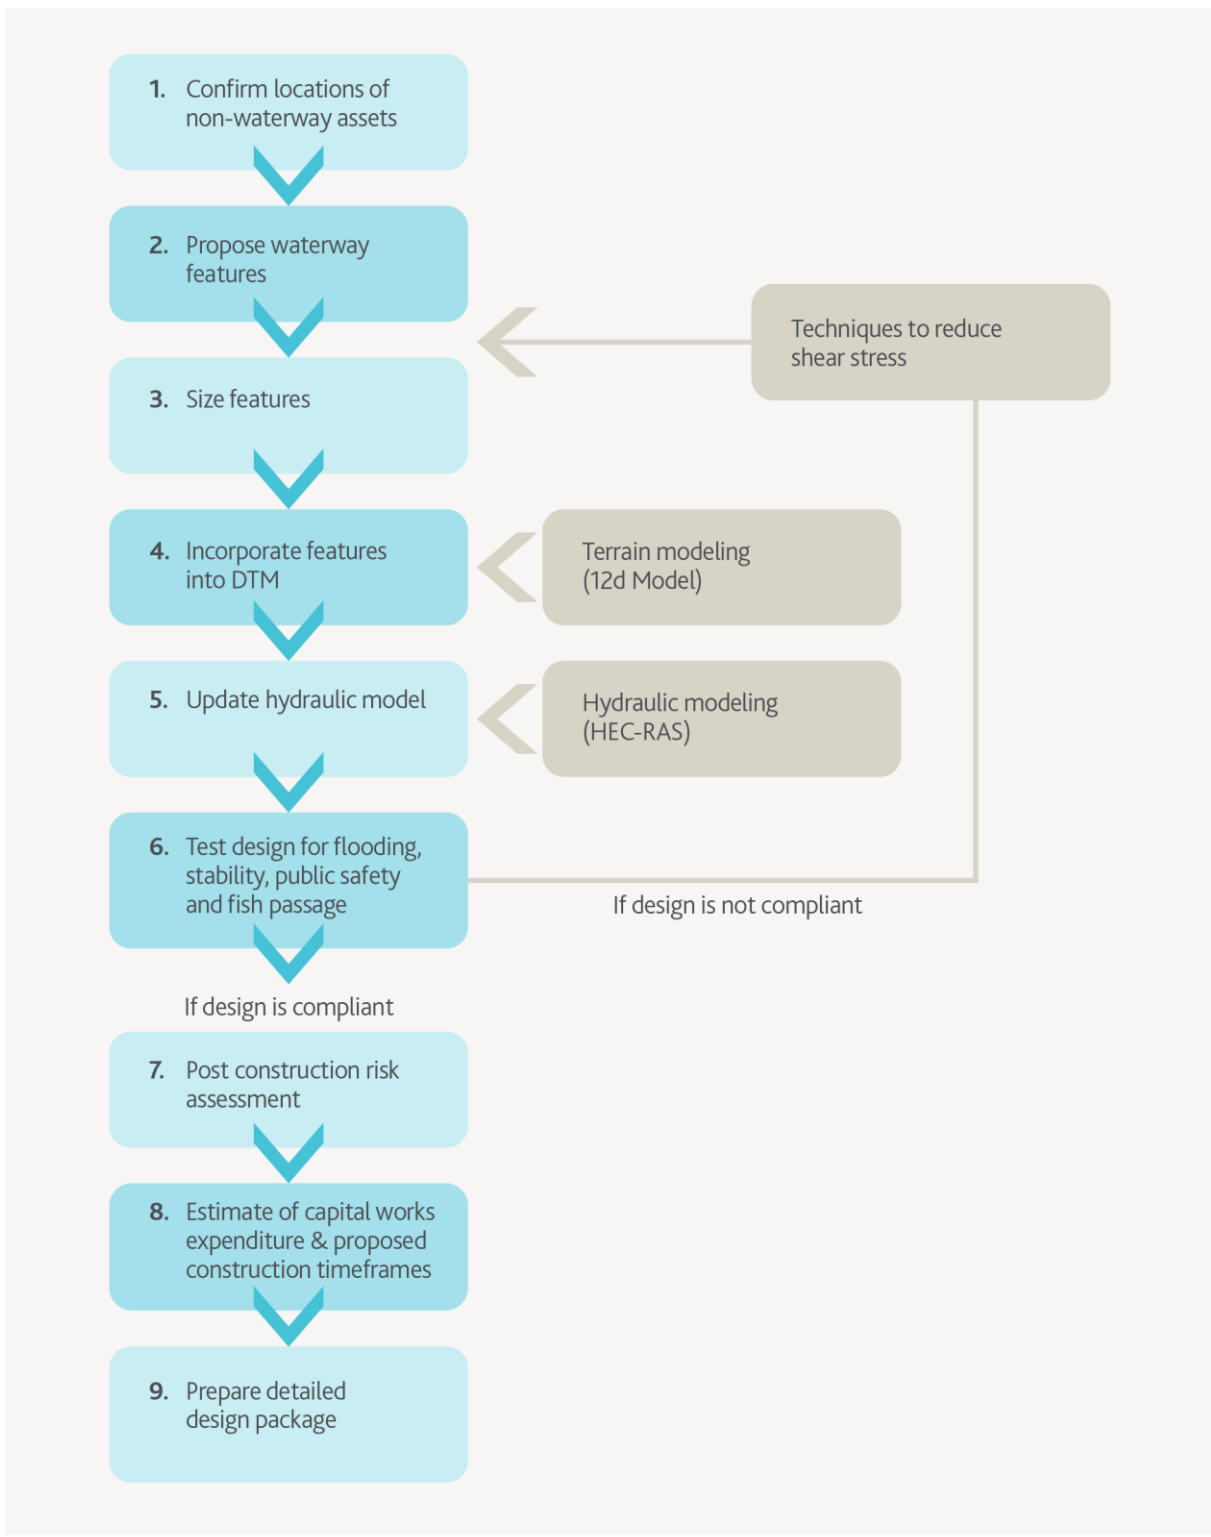 1. Confirm locations of
non-waterway assets
2. Propose waterway
features
Techniques to reduce
shear stress
3. Size features
4. Incorporate features
into DTM
Terrain modeling
(12d Model)
5. Update hydraulic model
Hydraulic modeling
(HEC-RAS)
6. Test design for flooding,
stability, public safety
and fish passage
If design is not compliant
If design is compliant
7. Post construction risk
assessment
8. Estimate of capital works
expenditure & proposed
construction timeframes
9. Prepare detailed
design package